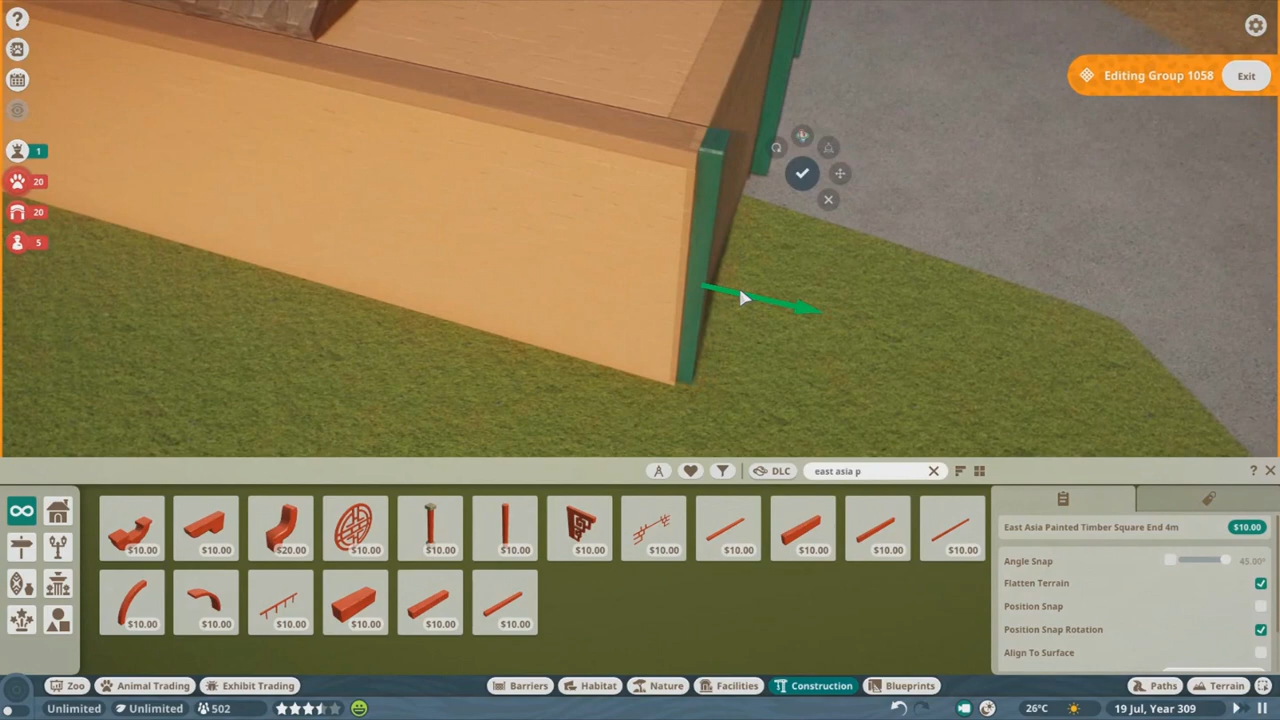 ?
Editing Group 1058 Exit
1
20
20
5
DLC east asia p
?
$10.00 $10.00 $20.00 $10.00 $10.00 $10.00 $10.00 $10.00 $10.00 $10.00 $10.00 $10.00
$10.00 $10.00 $10.00 $10.00 $10.00 $10.00
East Asia Painted Timber Square End 4m $10.00
Angle Snap 45.00°
Flatten Terrain
Position Snap
Position Snap Rotation
Align To Surface
Zoo Animal Trading Exhibit Trading Barriers Habitat Nature Facilities Construction Blueprints Paths Terrain
Unlimited Unlimited 502 26°C 19 Jul, Year 309